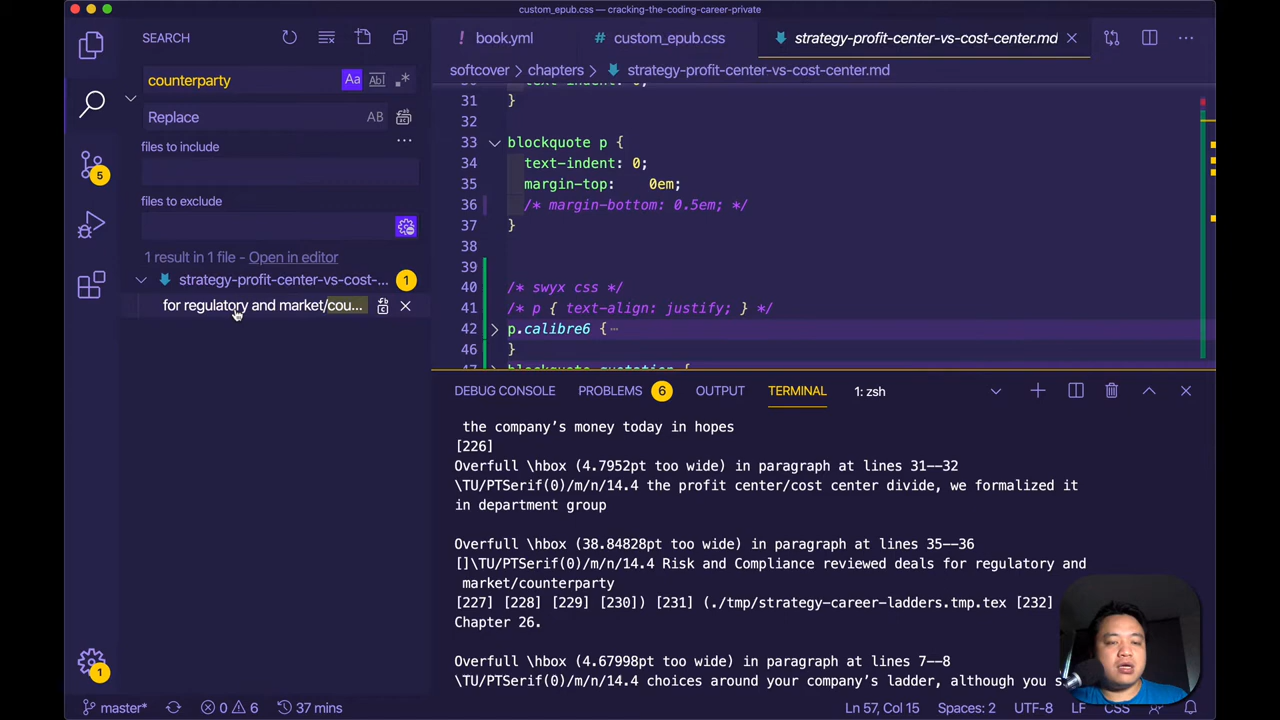 custom_epub.css — cracking-the-coding-career-private
SEARCH
counterparty
Aa
Replace
AB
files to include
files to exclude
1 result in 1 file - Open in editor
strategy-profit-center-vs-cost-... 1
for regulatory and market/cou...
5
1
book.yml
# custom_epub.css
strategy-profit-center-vs-cost-center.md
softcover > chapters > strategy-profit-center-vs-cost-center.md
31 }
32
33 blockquote p {
34 text-indent: 0;
35 margin-top: 0em;
36 /* margin-bottom: 0.5em; */
37 }
38
39
40 /* swyx css */
41 /* p { text-align: justify; } */
42 p.calibre6 {
46 }
47
DEBUG CONSOLE PROBLEMS 6 OUTPUT TERMINAL 1: zsh
the company's money today in hopes
[226]
Overfull \hbox (4.7952pt too wide) in paragraph at lines 31--32
\TU/PTSerif(0)/m/n/14.4 the profit center/cost center divide, we formalized it
in department group
Overfull \hbox (38.84828pt too wide) in paragraph at lines 35--36
[]\TU/PTSerif(0)/m/n/14.4 Risk and Compliance reviewed deals for regulatory and
market/counterparty
[227] [228] [229] [230]) [231] (./tmp/strategy-career-ladders.tmp.tex [232]
Chapter 26.
Overfull \hbox (4.67998pt too wide) in paragraph at lines 7--8
\TU/PTSerif(0)/m/n/14.4 choices around your company's ladder, although you
master* 0 6 37 mins Ln 57, Col 15 Spaces: 2 UTF-8 LF CSS